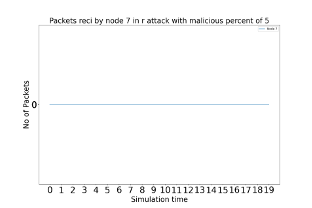 Packets reci by node 7 in r attack with malicious percent of 5
Node 7
No of Packets
0
0 1 2 3 4 5 6 7 8 9 10 11 12 13 14 15 16 17 18 19
Simulation time